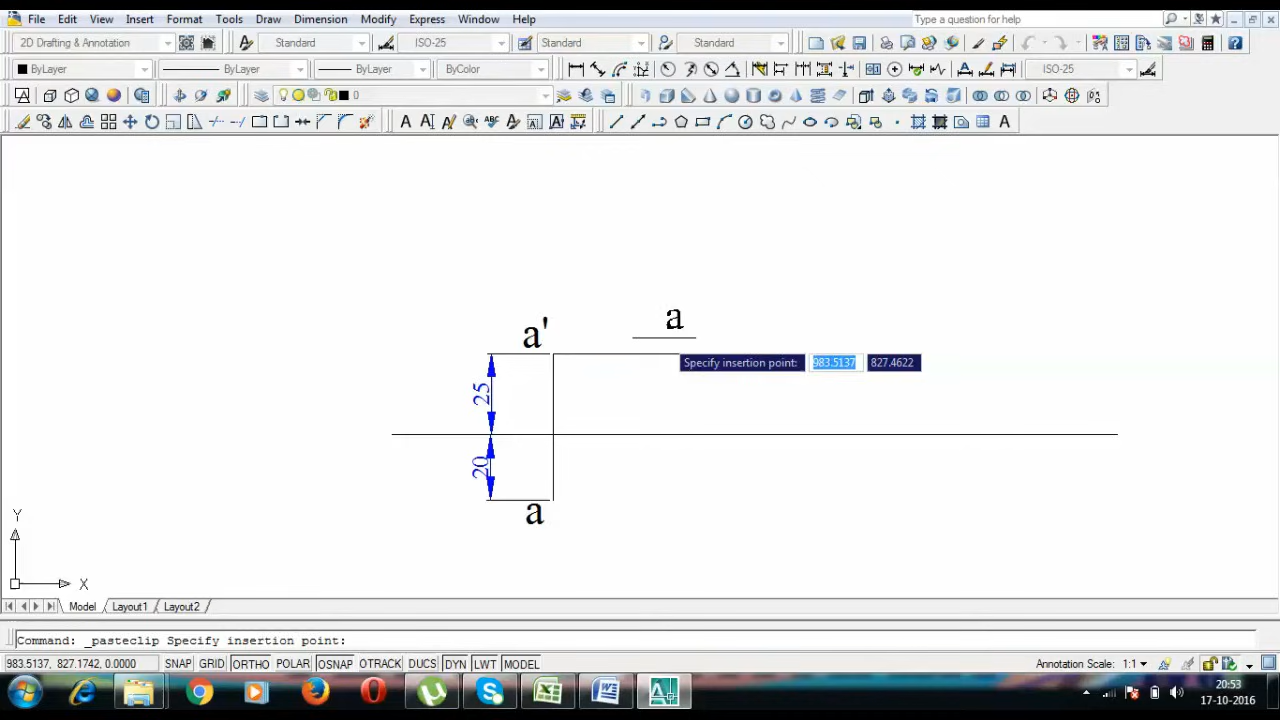 File Edit View Insert Format Tools Draw Dimension Modify Express Window Help Type a question for help
2D Drafting & Annotation Standard ISO-25 Standard Standard
ByLayer ByLayer ByLayer ByColor ISO-25
0
a
a'
Specify insertion point: 983.5137 827.4622
25
20
a
Y
X
Model Layout1 Layout2
Command: _pasteclip Specify insertion point:
983.5137, 827.1742, 0.0000 SNAP GRID ORTHO POLAR OSNAP OTRACK DUCS DYN LWT MODEL Annotation Scale: 1:1
20:53
17-10-2016